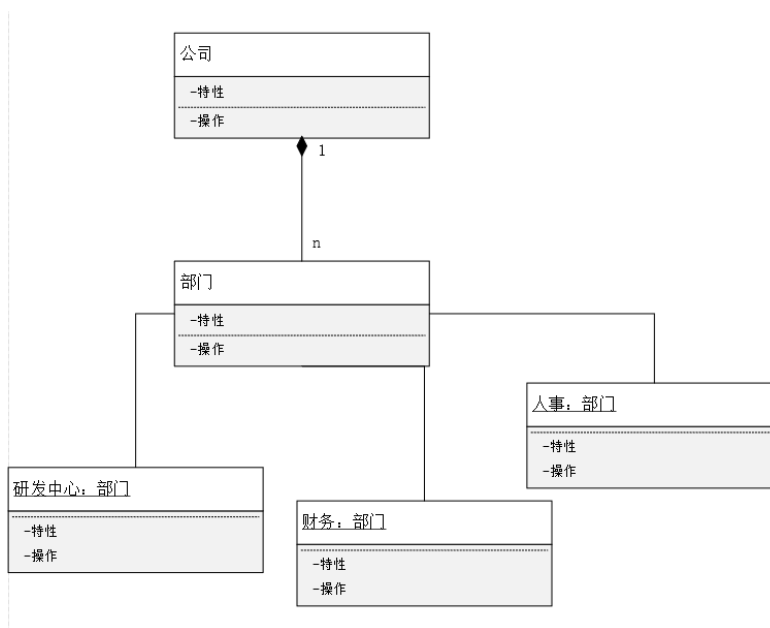 公司
-特性
-操作
1
n
部门
-特性
-操作
人事：部门
-特性
-操作
研发中心：部门
-特性
-操作
财务：部门
-特性
-操作